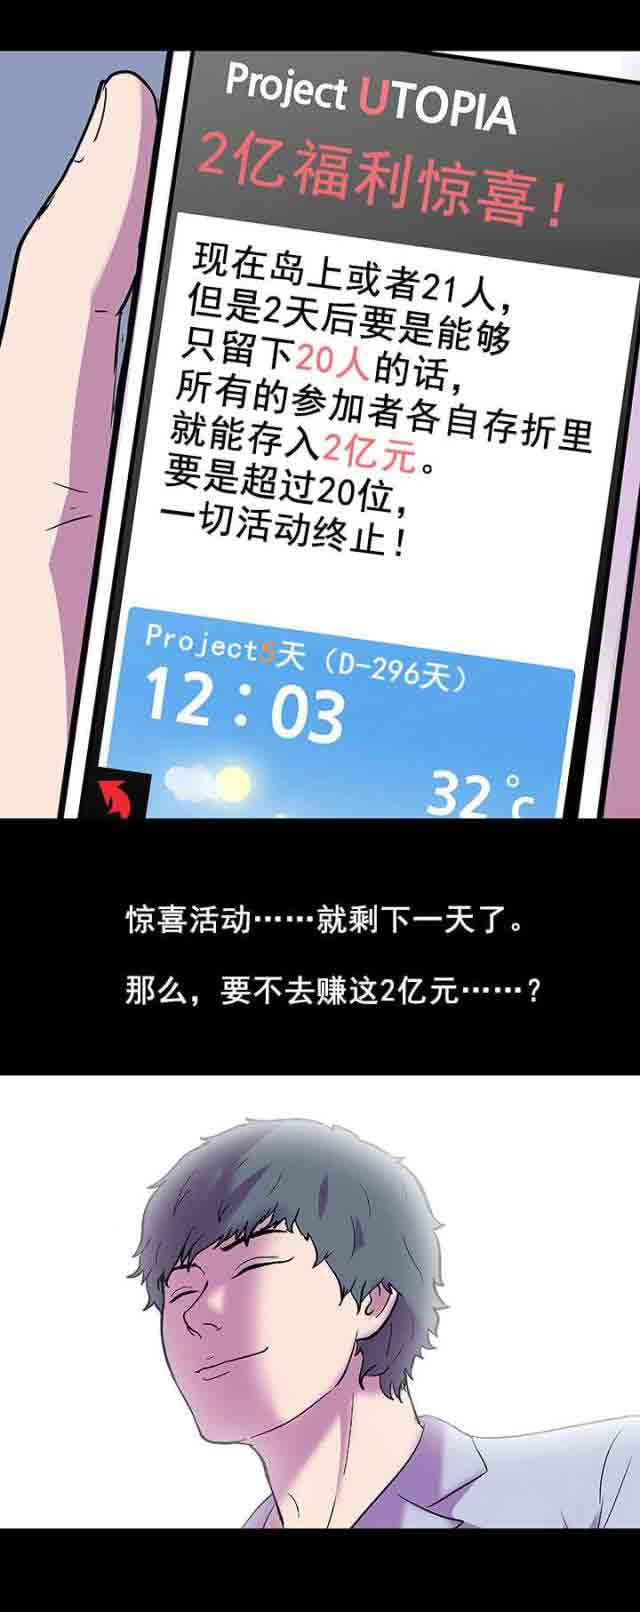 Project UTOPIA
2亿福利惊喜！
现在岛上或者21人，
但是2天后要是能够
只留下20人的话，
所有的参加者各自存折里
就能存入2亿元。
要是超过20位，
一切活动终止！
Project5天（D-296天）
12：03
32°c
惊喜活动……就剩下一天了。
那么，要不去赚这2亿元……？